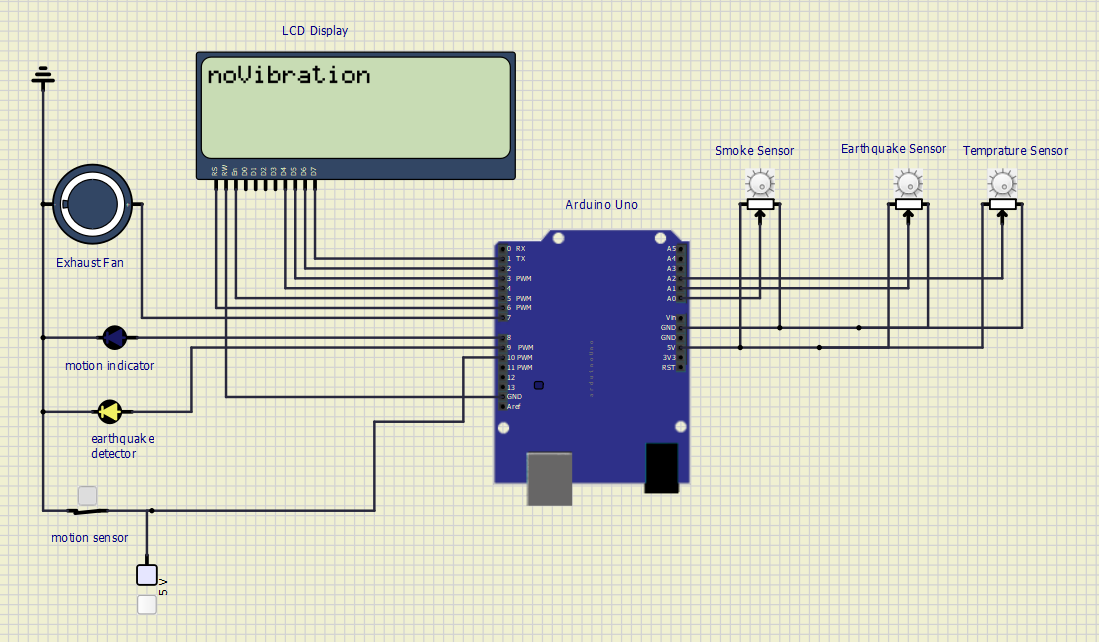 LCD Display
noVibration
RS RW En D0 D1 D2 D3 D4 D5 D6 D7
Smoke Sensor
Earthquake Sensor
Temprature Sensor
Arduino Uno
Exhaust Fan
0 RX
1 TX
2
3 PWM
4
5 PWM
6 PWM
7
8
9 PWM
10 PWM
11 PWM
12
13
GND
Aref
A5
A4
A3
A2
A1
A0
Vin
GND
GND
5V
3V3
RST
arduauduee
motion indicator
earthquake
detector
motion sensor
5 V